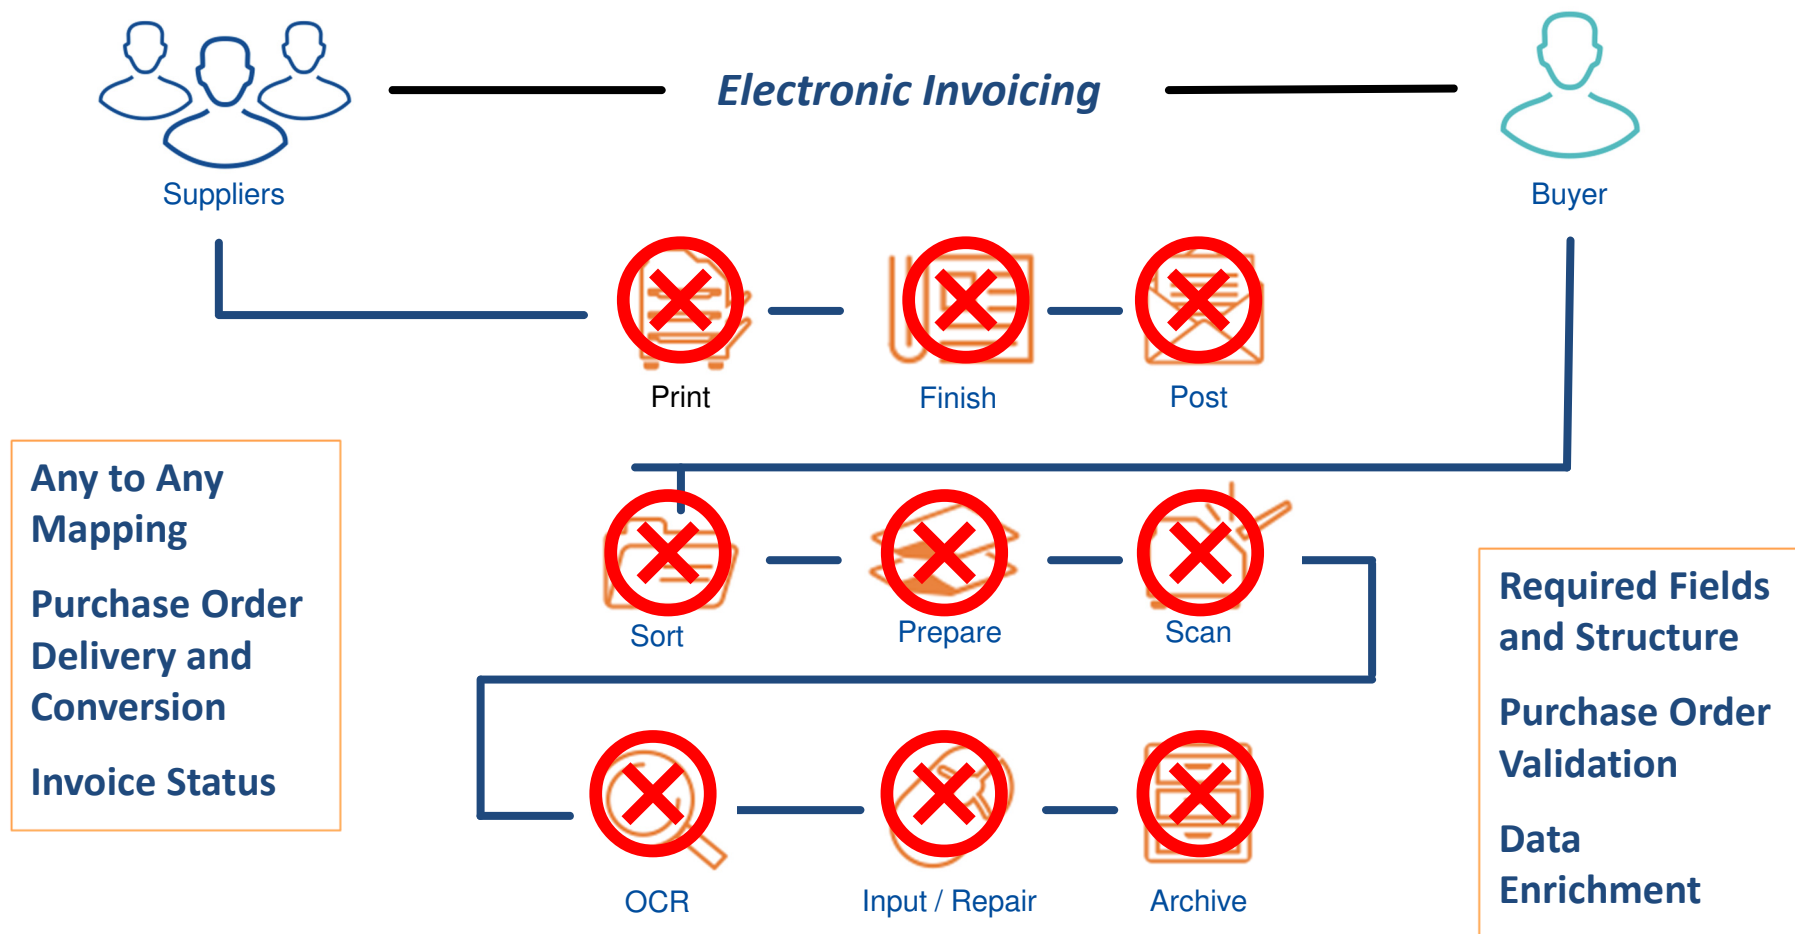 Electronic Invoicing
Suppliers
Buyer
Print
Finish
Post
Any to Any
Mapping
Purchase Order
Delivery and
Conversion
Invoice Status
Sort
Prepare
Scan
Required Fields
and Structure
Purchase Order
Validation
Data
Enrichment
OCR
Input / Repair
Archive